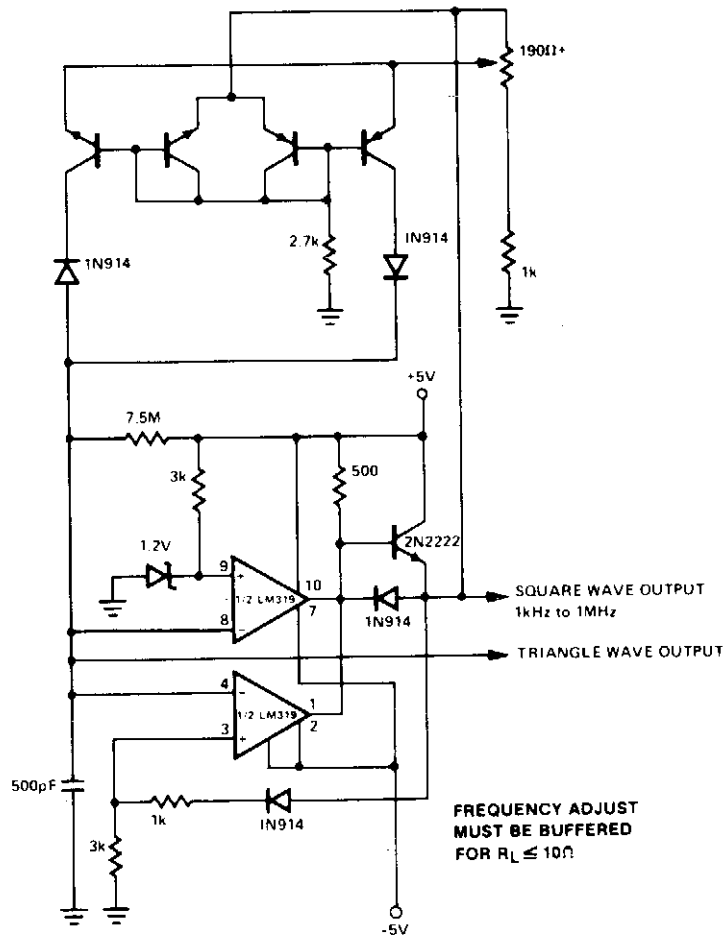 190Ω+
2.7k
1N914
IN914
1k
+5V
7.5M
3k
500
1.2V
2N2222
9
+
10
1/2 LM319
7
8
-
1N914
SQUARE WAVE OUTPUT
1kHz to 1MHz
TRIANGLE WAVE OUTPUT
4
-
1
1/2 LM319
2
3
+
500pF
1k
IN914
3k
FREQUENCY ADJUST
MUST BE BUFFERED
FOR RL ≦ 10Ω
-5V